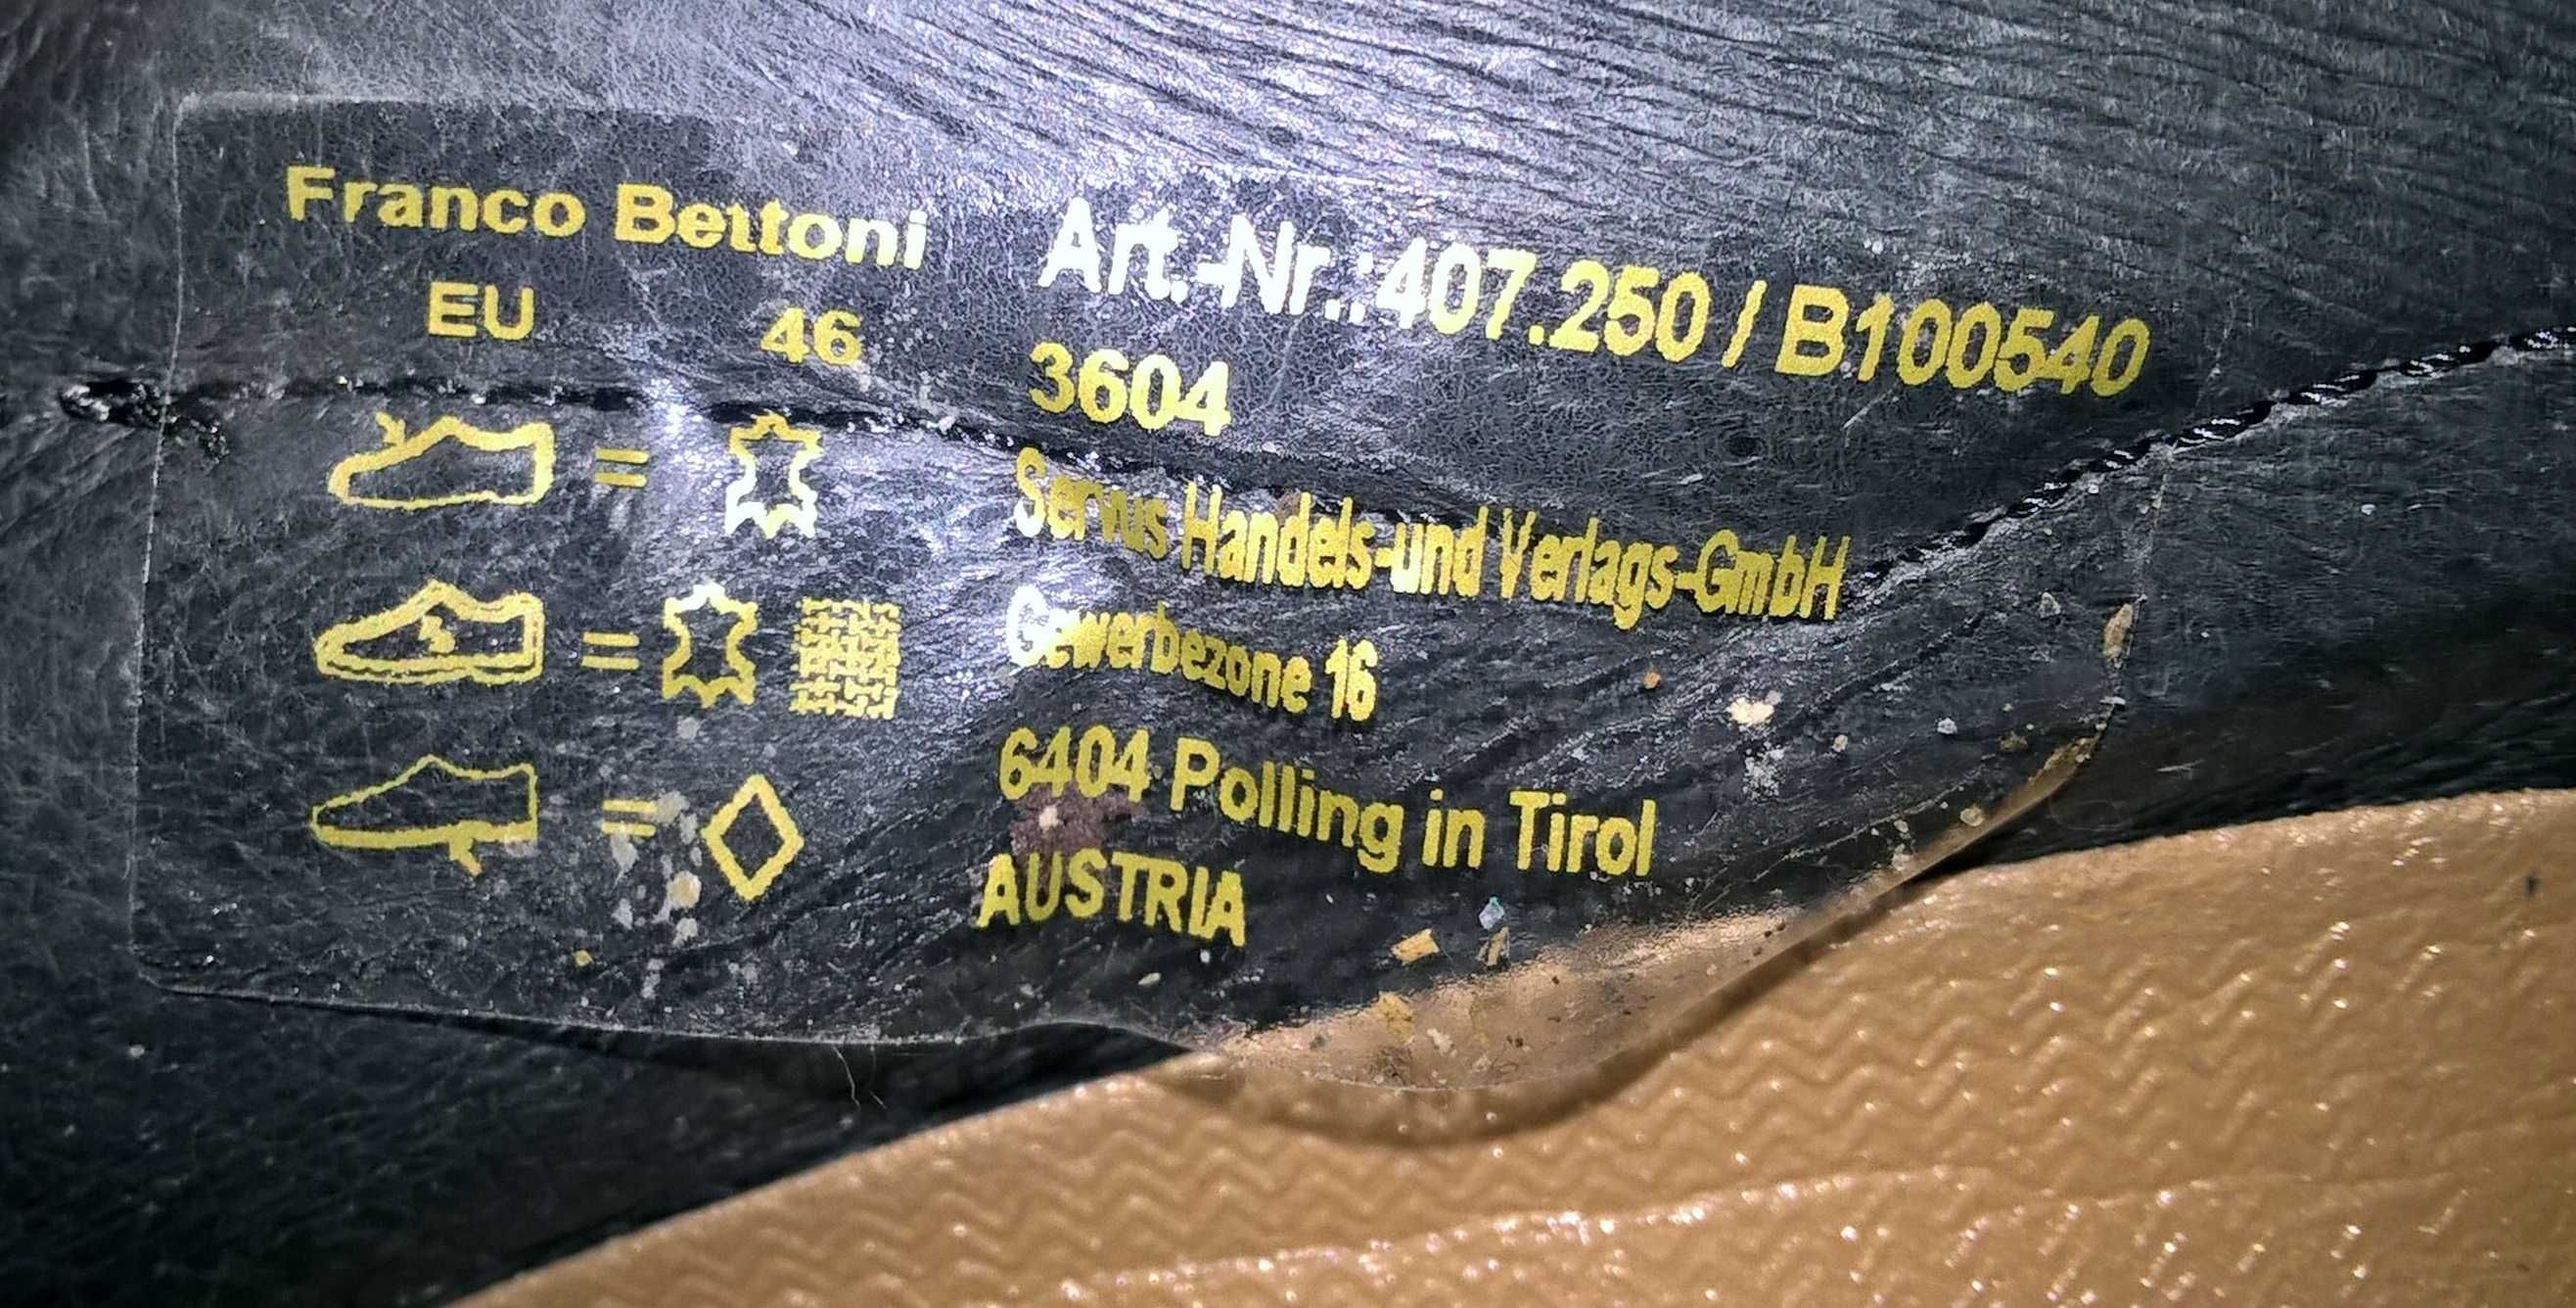 Franco Bettoni
EU 46
Art.-Nr.:407.250 / B100540
3604
Servus Handels-und Verlags-GmbH
Gewerbezone 16
6404 Polling in Tirol
AUSTRIA